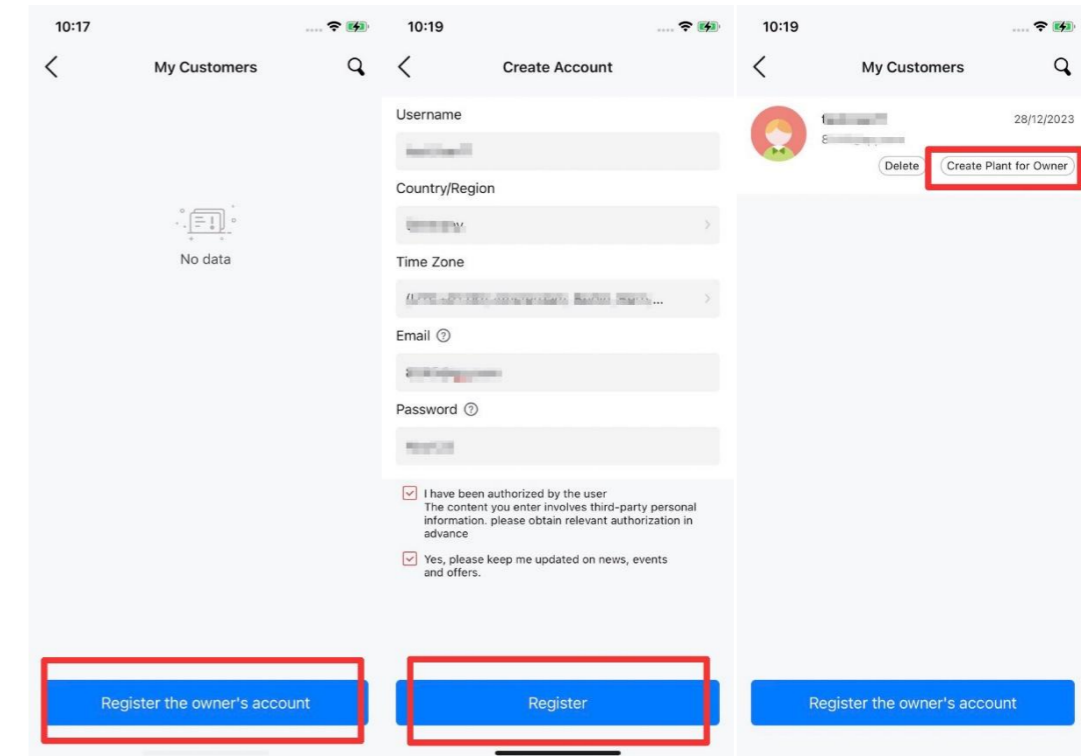 10:17
My Customers
No data
Register the owner's account
10:19
Create Account
Username
Country/Region
Time Zone
...
Email
Password
I have been authorized by the user
The content you enter involves third-party personal
information. please obtain relevant authorization in
advance
Yes, please keep me updated on news, events
and offers.
Register
10:19
My Customers
28/12/2023
Delete
Create Plant for Owner
Register the owner's account